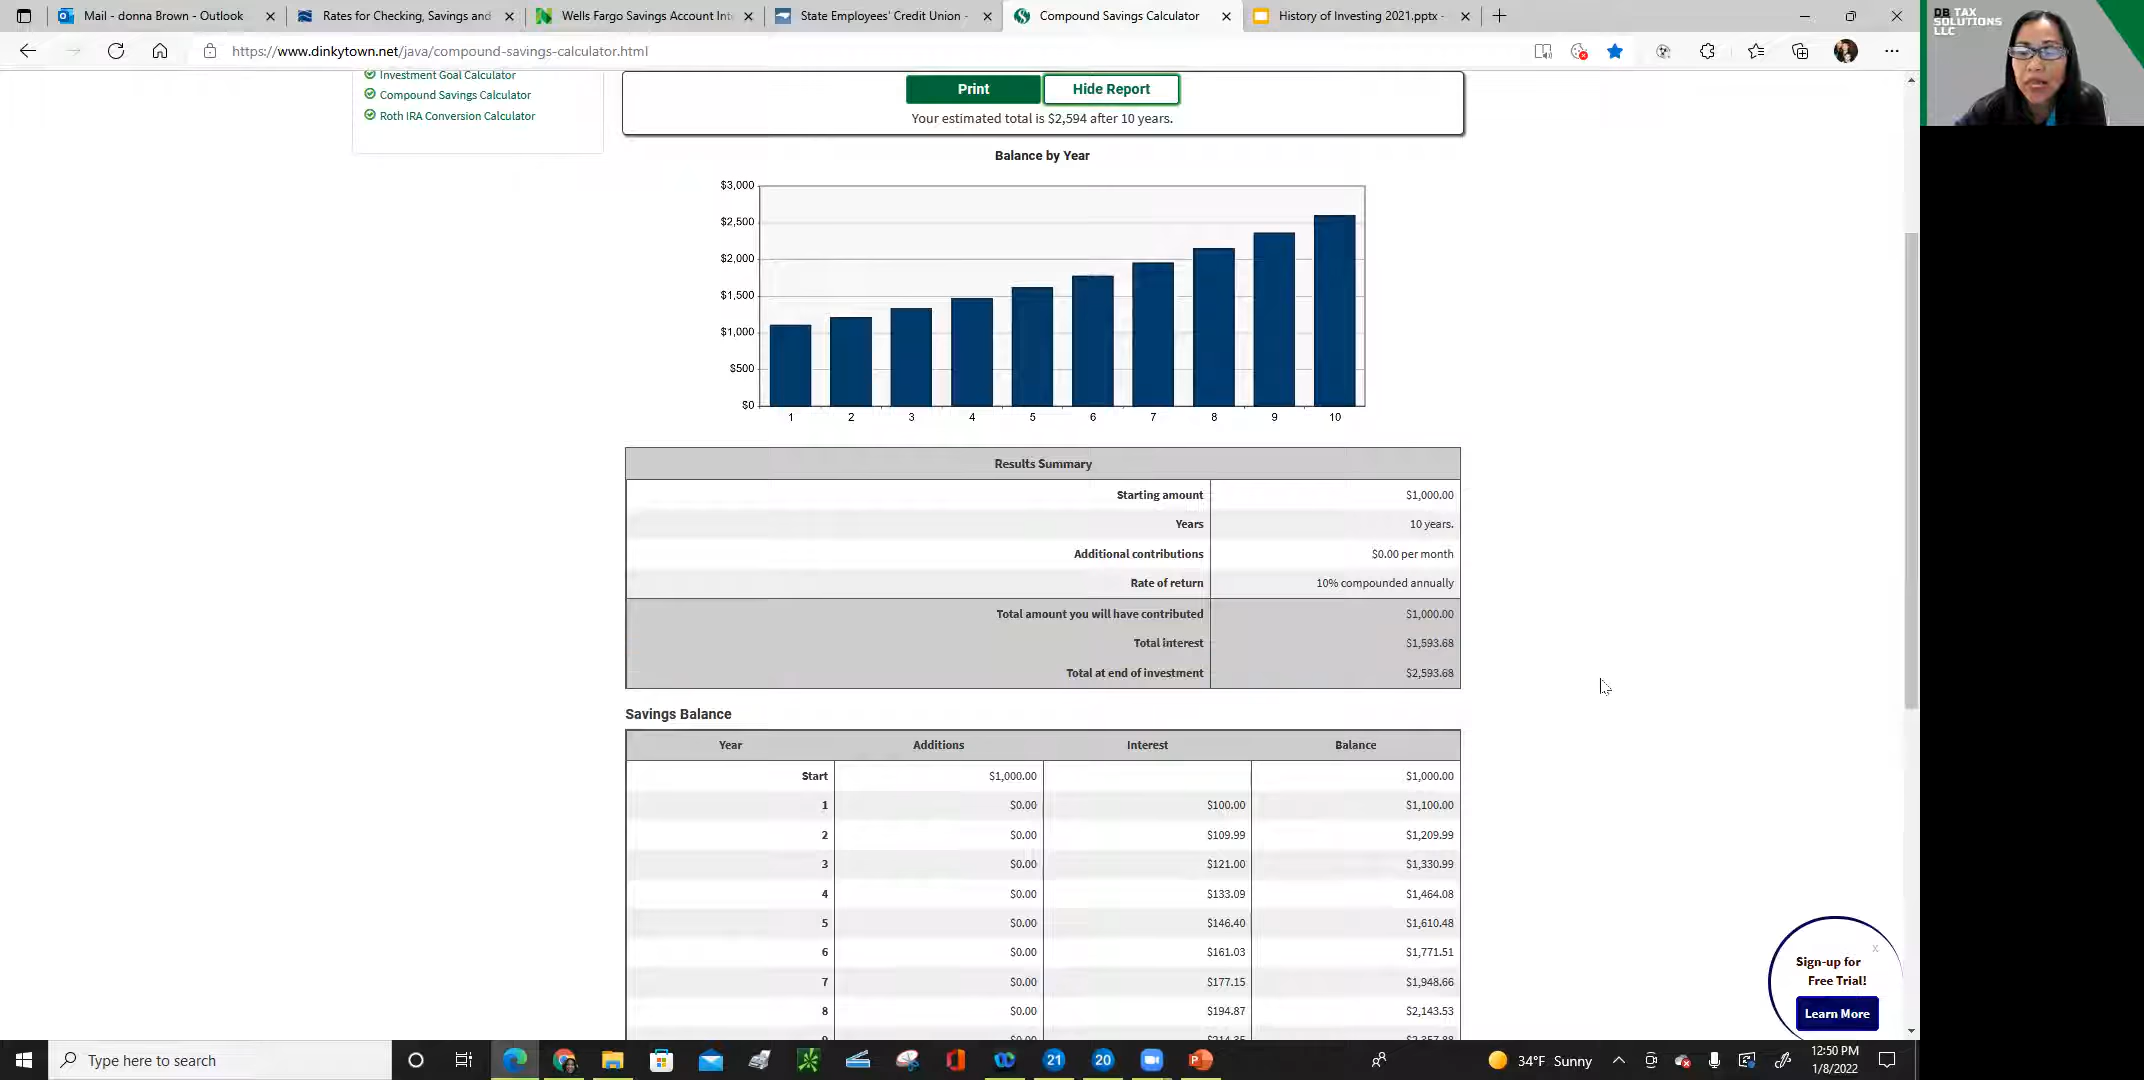 Mail - donna Brown - Outlook
Rates for Checking, Savings and
Wells Fargo Savings Account Int
State Employees' Credit Union -
Compound Savings Calculator
History of Investing 2021.pptx -
https://www.dinkytown.net/java/compound-savings-calculator.html
DB TAX
SOLUTIONS
LLC
Investment Goal Calculator
Compound Savings Calculator
Roth IRA Conversion Calculator
Print
Hide Report
Your estimated total is $2,594 after 10 years.
Balance by Year
$3,000
$2,500
$2,000
$1,500
$1,000
$500
$0
1 2 3 4 5 6 7 8 9 10
Results Summary
Starting amount $1,000.00
Years 10 years.
Additional contributions $0.00 per month
Rate of return 10% compounded annually
Total amount you will have contributed $1,000.00
Total interest $1,593.68
Total at end of investment $2,593.68
Savings Balance
Year Additions Interest Balance
Start $1,000.00 $1,000.00
1 $0.00 $100.00 $1,100.00
2 $0.00 $109.99 $1,209.99
3 $0.00 $121.00 $1,330.99
4 $0.00 $133.09 $1,464.08
5 $0.00 $146.40 $1,610.48
6 $0.00 $161.03 $1,771.51
7 $0.00 $177.15 $1,948.66
8 $0.00 $194.87 $2,143.53
x
Sign-up for
Free Trial!
Learn More
Type here to search
21
20
34°F Sunny
12:50 PM
1/8/2022